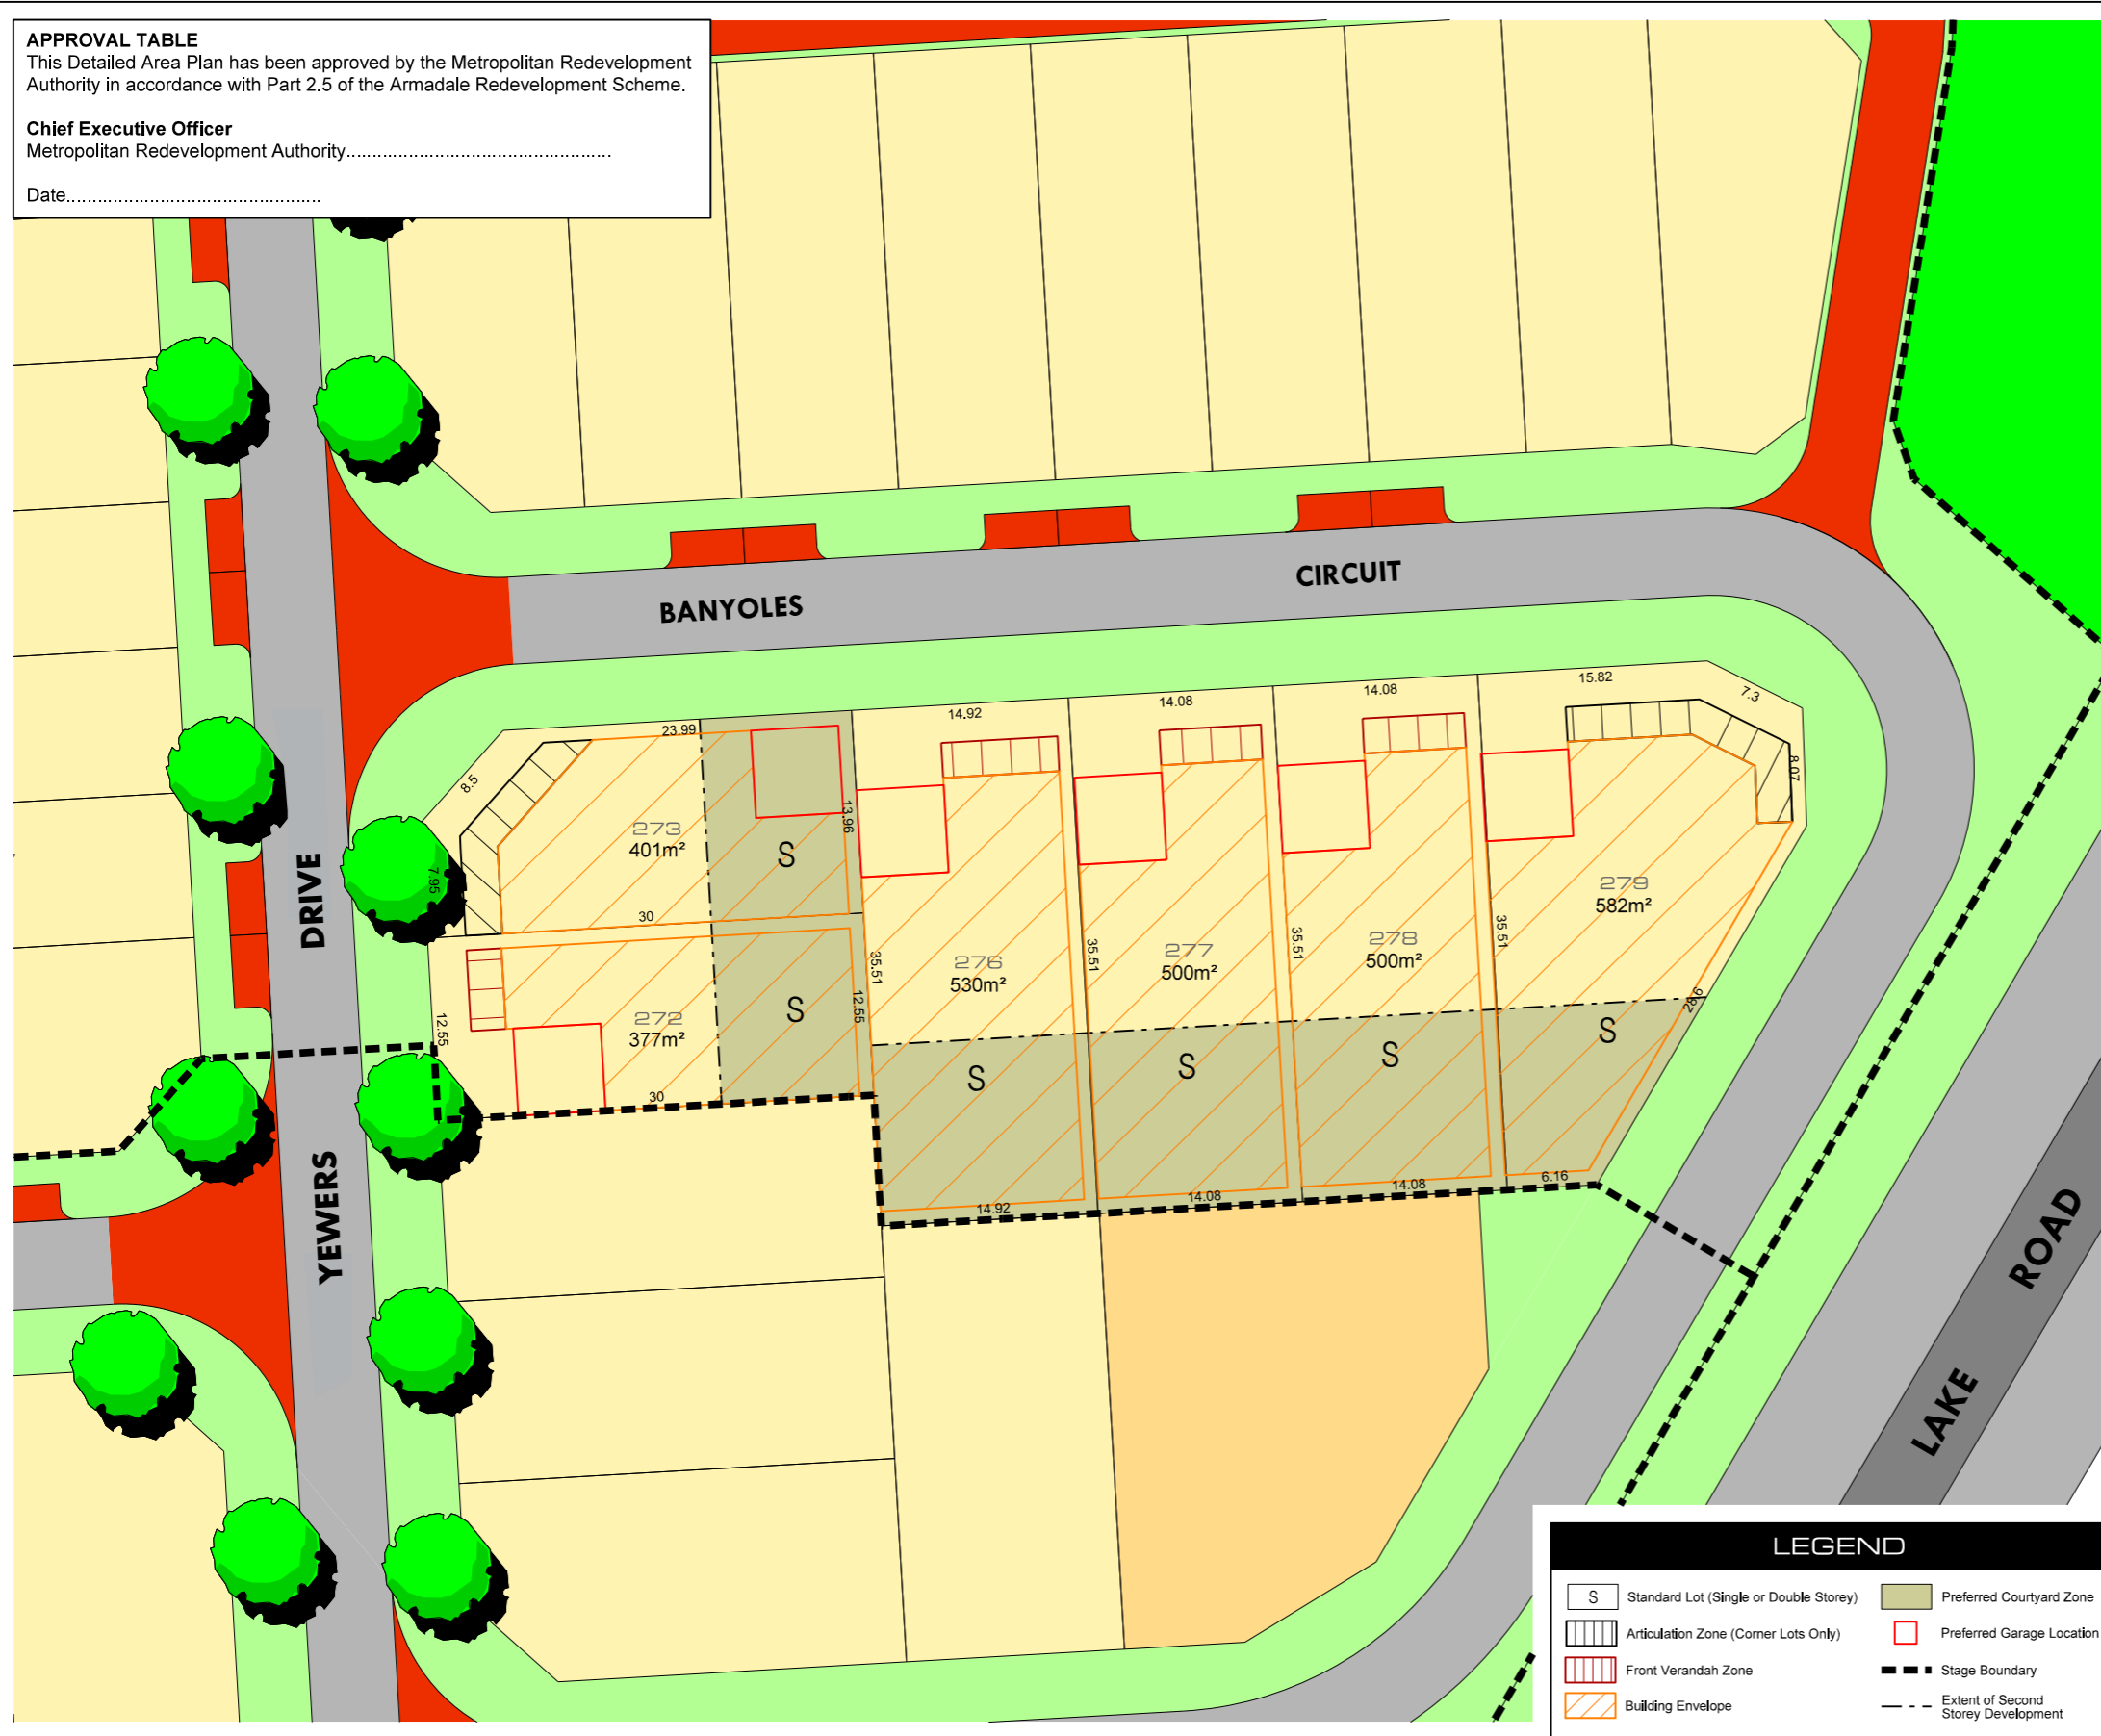 APPROVAL TABLE
This Detailed Area Plan has been approved by the Metropolitan Redevelopment
Authority in accordance with Part 2.5 of the Armadale Redevelopment Scheme.
Chief Executive Officer
Metropolitan Redevelopment Authority.................................................
Date.................................................
BANYOLES CIRCUIT
YEWERS DRIVE
LAKE ROAD
23.99
14.92
14.08
14.08
15.82
7.3
8.07
8.5
7.95
273
401m²
S
13.96
30
272
377m²
S
12.55
12.55
30
276
530m²
35.51
S
14.92
277
500m²
35.51
S
14.08
278
500m²
35.51
S
14.08
279
582m²
35.51
S
28.6
6.16
LEGEND
S Standard Lot (Single or Double Storey)
Articulation Zone (Corner Lots Only)
Front Verandah Zone
Building Envelope
Preferred Courtyard Zone
Preferred Garage Location
Stage Boundary
Extent of Second
Storey Development